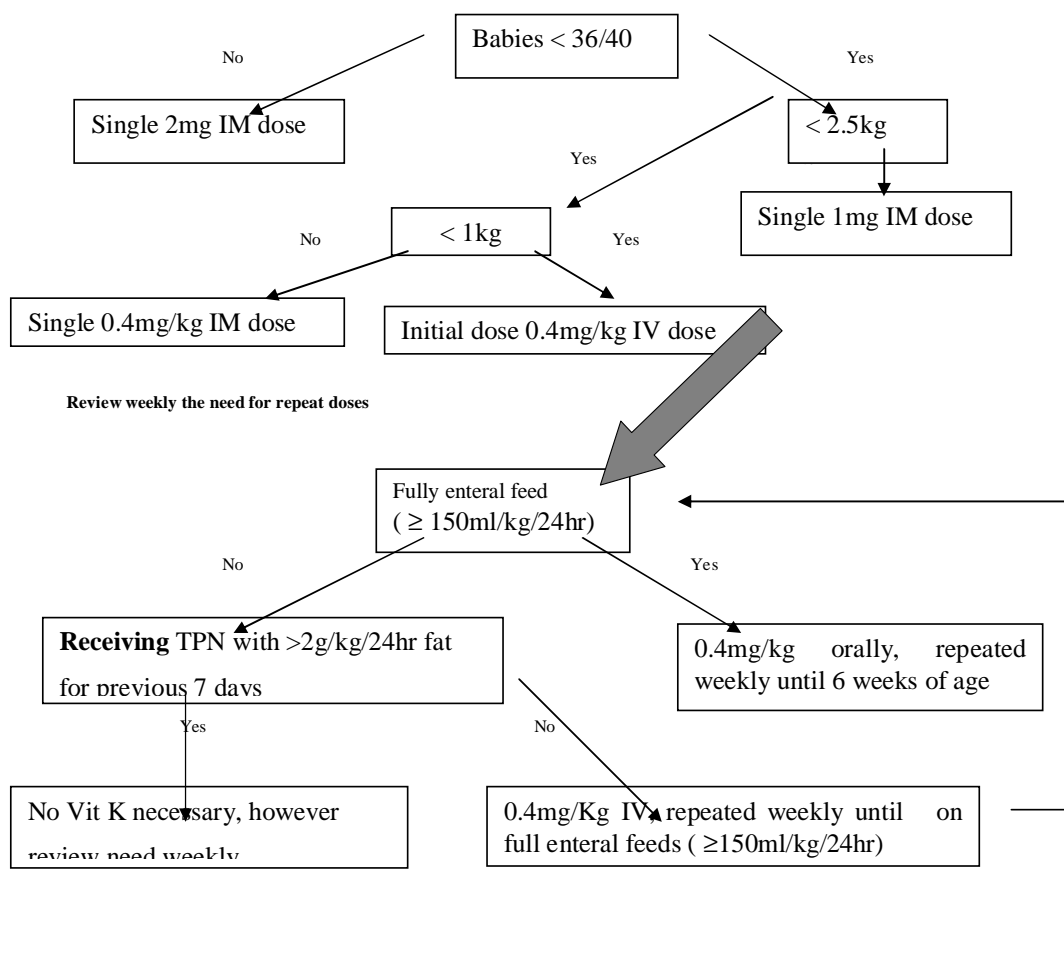 Babies < 36/40
No
Yes
Single 2mg IM dose
< 2.5kg
Yes
Single 1mg IM dose
< 1kg
No
Yes
Single 0.4mg/kg IM dose
Initial dose 0.4mg/kg IV dose
Review weekly the need for repeat doses
Fully enteral feed
( ≥ 150ml/kg/24hr)
No
Yes
Receiving TPN with >2g/kg/24hr fat
for previous 7 days
0.4mg/kg orally, repeated
weekly until 6 weeks of age
Yes
No
No Vit K necessary, however
review need weekly
0.4mg/Kg IV, repeated weekly until on
full enteral feeds ( ≥150ml/kg/24hr)